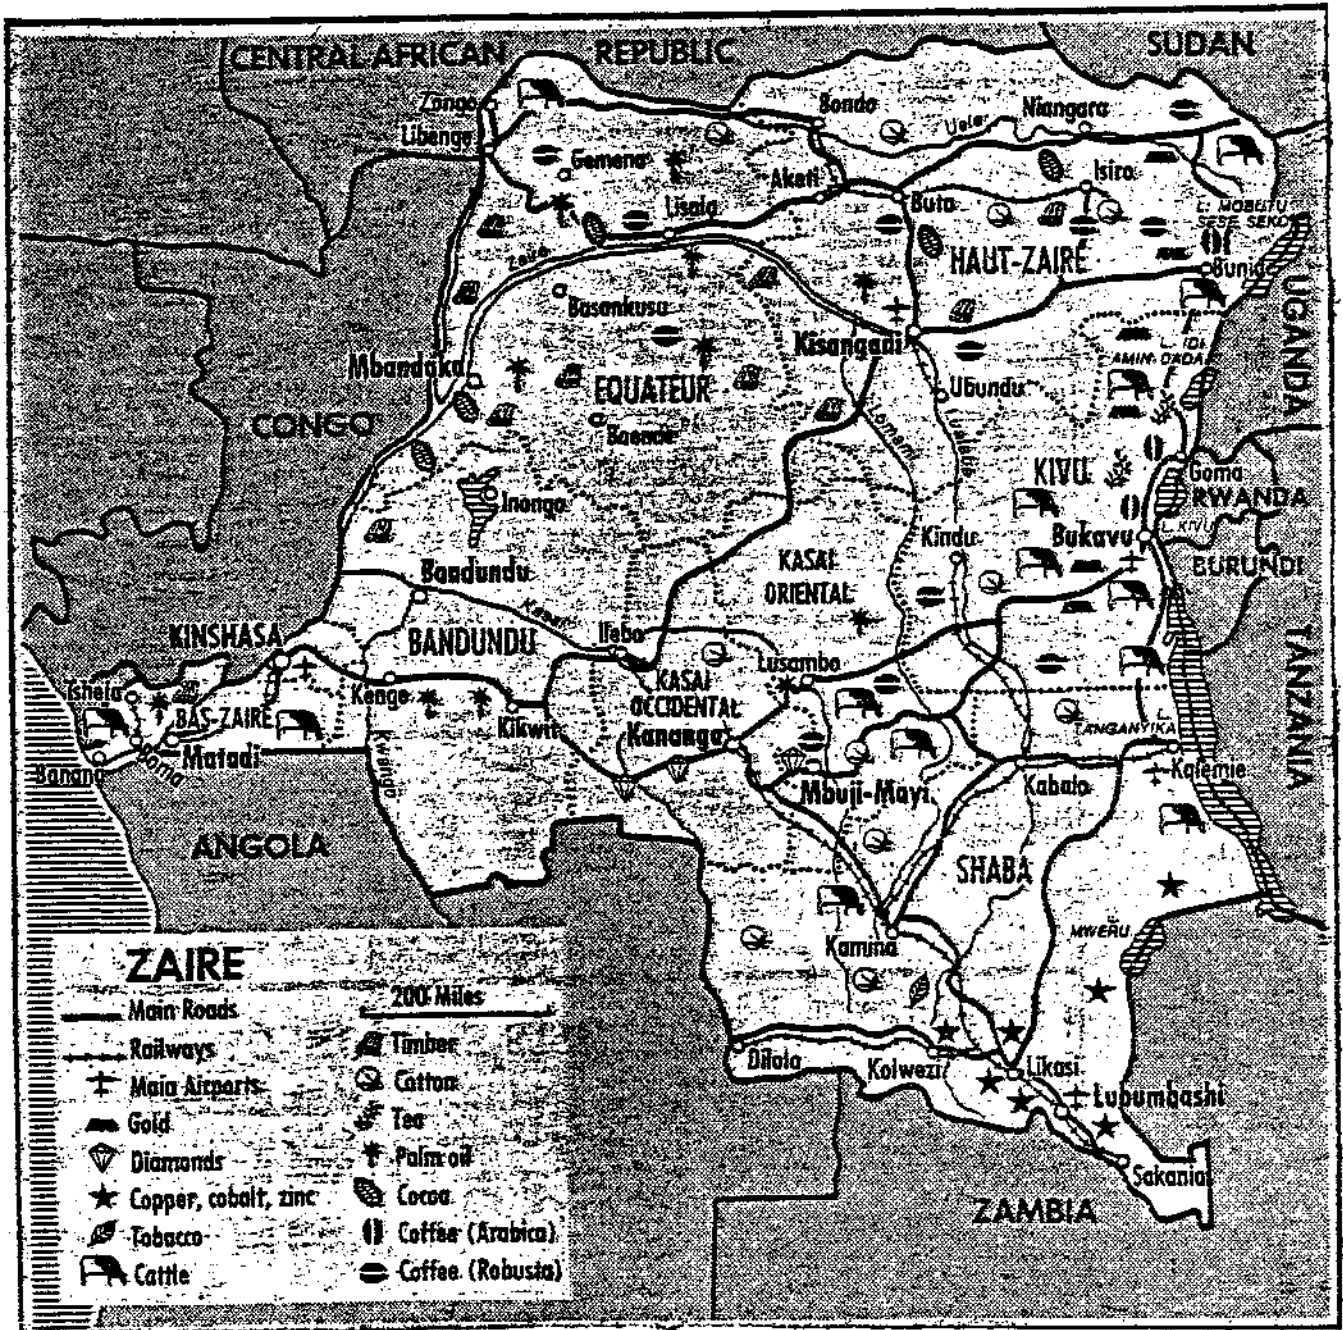 CENTRAL AFRICAN REPUBLIC
SUDAN
Zongo
Libenge
Bondo
Niangara
Uele
Gemena
Aketi
Isiro
Buta
Lisala
L. MOBUTU
SESE SEKO
HAUT-ZAIRE
Bunia
Zaire
Basankusu
UGANDA
Kisangadi
L. IDI
AMIN DADA
Mbandaka
EQUATEUR
Ubundu
CONGO
Boende
Lomami
Lualaba
KIVU
Goma
RWANDA
Inongo
L. KIVU
Kindu
Bukavu
KASAI
ORIENTAL
BURUNDI
Bandundu
Kasai
KINSHASA
BANDUNDU
Ilebo
TANZANIA
Lusambo
Tshela
Kenge
KASAI
OCCIDENTAL
BAS-ZAIRE
Kikwit
Kananga
L.
TANGANYIKA
Matadi
Banana
Boma
Kwango
Mbuji-Mayi
Kabalo
Kalemie
ANGOLA
SHABA
Kamina
MWERU
Dilolo
Kolwezi
Likasi
Lubumbashi
Sakania
ZAMBIA
ZAIRE
Main Roads
200 Miles
Railways
Timber
Main Airports
Cotton
Gold
Tea
Diamonds
Palm oil
Copper, cobalt, zinc
Cocoa
Tobacco
Coffee (Arabica)
Cattle
Coffee (Robusta)